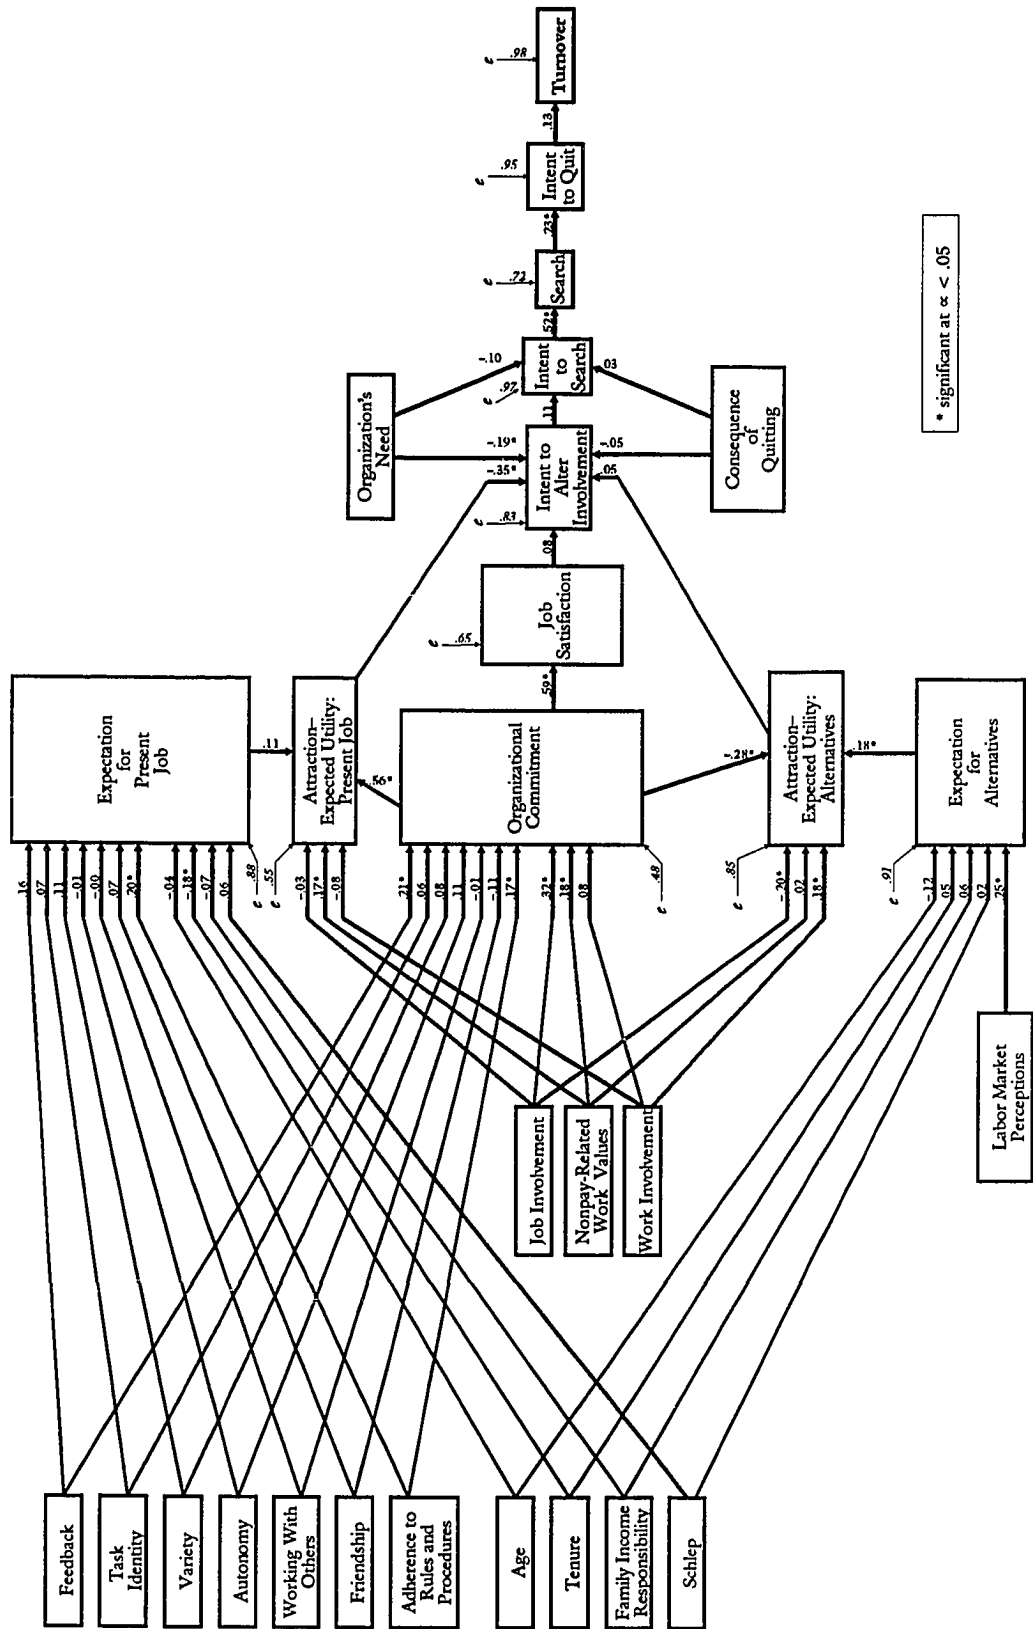 Feedback
Task
Identity
Variety
Autonomy
Working With
Others
Friendship
Adherence to
Rules and
Procedures
Age
Tenure
Family Income
Responsibility
Schlep
Job Involvement
Nonpay-Related
Work Values
Work Involvement
Labor Market
Perceptions
.16
.07
.11
-.01
-.00
.07
.20*
-.04
-.18*
-.07
.06
e .88
Expectation
for
Present
Job
.11
e .55
-.03
.17*
-.08
Attraction–
Expected Utility:
Present Job
.56*
.21*
.06
.08
.11
-.01
-.11
.17*
.32*
.18*
.08
e .48
Organizational
Commitment
-.28*
e .85
-.20*
.02
.18*
Attraction–
Expected Utility:
Alternatives
.18*
e .91
-.12
.05
.06
.02
.25*
Expectation
for
Alternatives
.59*
e .65
Job
Satisfaction
.08
e .83
-.35*
-.19*
Intent to
Alter
Involvement
.05
-.05
Organization's
Need
-.10
Consequence
of
Quitting
.03
.11
e .97
Intent
to
Search
.52*
e .72
Search
.23*
e .95
Intent
to Quit
.13
e .98
Turnover
* significant at ∝ < .05